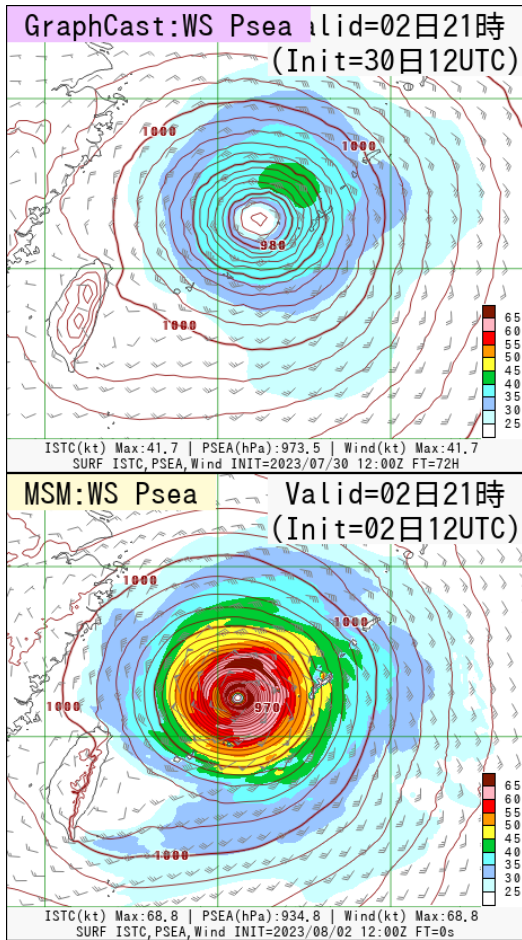 GraphCast:WS Psea
alid=02日21時
(Init=30日12UTC)
1000
1000
980
1000
65
60
55
50
45
40
35
30
25
ISTC(kt) Max:41.7 | PSEA(hPa):973.5 | Wind(kt) Max:41.7
SURF ISTC,PSEA,Wind INIT=2023/07/30 12:00Z FT=72H
MSM:WS Psea
Valid=02日21時
(Init=02日12UTC)
1000
1000
1000
970
1000
65
60
55
50
45
40
35
30
25
ISTC(kt) Max:68.8 | PSEA(hPa):934.8 | Wind(kt) Max:68.8
SURF ISTC,PSEA,Wind INIT=2023/08/02 12:00Z FT=0s